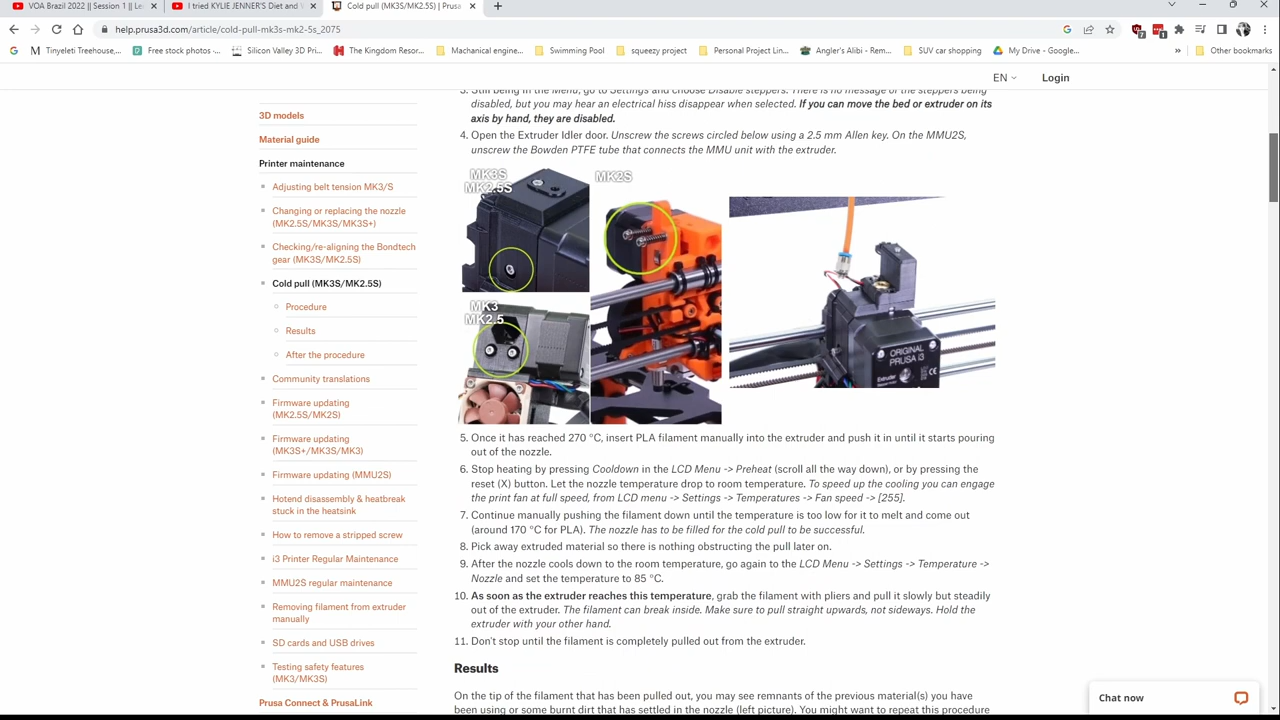 VOA Brazil 2022 || Session 1 || Le
I tried KYLIE JENNER'S Diet and
Cold pull (MK3S/MK2.5S) | Prusa
help.prusa3d.com/article/cold-pull-mk3s-mk2-5s_2075
Tinyeleti Treehouse,...
Free stock photos -...
Silicon Valley 3D Pri...
The Kingdom Resor...
Machanical engine...
Swimming Pool
squeezy project
Personal Project Lin...
Angler's Alibi - Rem...
SUV car shopping
My Drive - Google...
»
Other bookmarks
EN
Login
3D models
Material guide
Printer maintenance
Adjusting belt tension MK3/S
Changing or replacing the nozzle
(MK2.5S/MK3S/MK3S+)
Checking/re-aligning the Bondtech
gear (MK3S/MK2.5S)
Cold pull (MK3S/MK2.5S)
Procedure
Results
After the procedure
Community translations
Firmware updating
(MK2.5S/MK2S)
Firmware updating
(MK3S+/MK3S/MK3)
Firmware updating (MMU2S)
Hotend disassembly & heatbreak
stuck in the heatsink
How to remove a stripped screw
i3 Printer Regular Maintenance
MMU2S regular maintenance
Removing filament from extruder
manually
SD cards and USB drives
Testing safety features
(MK3/MK3S)
Prusa Connect & PrusaLink
3. Still being in the Menu, go to Settings and choose Disable steppers. There is no message of the steppers being
disabled, but you may hear an electrical hiss disappear when selected. If you can move the bed or extruder on its
axis by hand, they are disabled.
4. Open the Extruder Idler door. Unscrew the screws circled below using a 2.5 mm Allen key. On the MMU2S,
unscrew the Bowden PTFE tube that connects the MMU unit with the extruder.
MK3S
MK2.5S
MK2S
MK3
MK2.5
ORIGINAL
PRUSA i3
Extruder
5. Once it has reached 270 °C, insert PLA filament manually into the extruder and push it in until it starts pouring
out of the nozzle.
6. Stop heating by pressing Cooldown in the LCD Menu -> Preheat (scroll all the way down), or by pressing the
reset (X) button. Let the nozzle temperature drop to room temperature. To speed up the cooling you can engage
the print fan at full speed, from LCD menu -> Settings -> Temperatures -> Fan speed -> [255].
7. Continue manually pushing the filament down until the temperature is too low for it to melt and come out
(around 170 °C for PLA). The nozzle has to be filled for the cold pull to be successful.
8. Pick away extruded material so there is nothing obstructing the pull later on.
9. After the nozzle cools down to the room temperature, go again to the LCD Menu -> Settings -> Temperature ->
Nozzle and set the temperature to 85 °C.
10. As soon as the extruder reaches this temperature, grab the filament with pliers and pull it slowly but steadily
out of the extruder. The filament can break inside. Make sure to pull straight upwards, not sideways. Hold the
extruder with your other hand.
11. Don't stop until the filament is completely pulled out from the extruder.
Results
On the tip of the filament that has been pulled out, you may see remnants of the previous material(s) you have
been using or some burnt dirt that has settled in the nozzle (left picture). You might want to repeat this procedure
Chat now